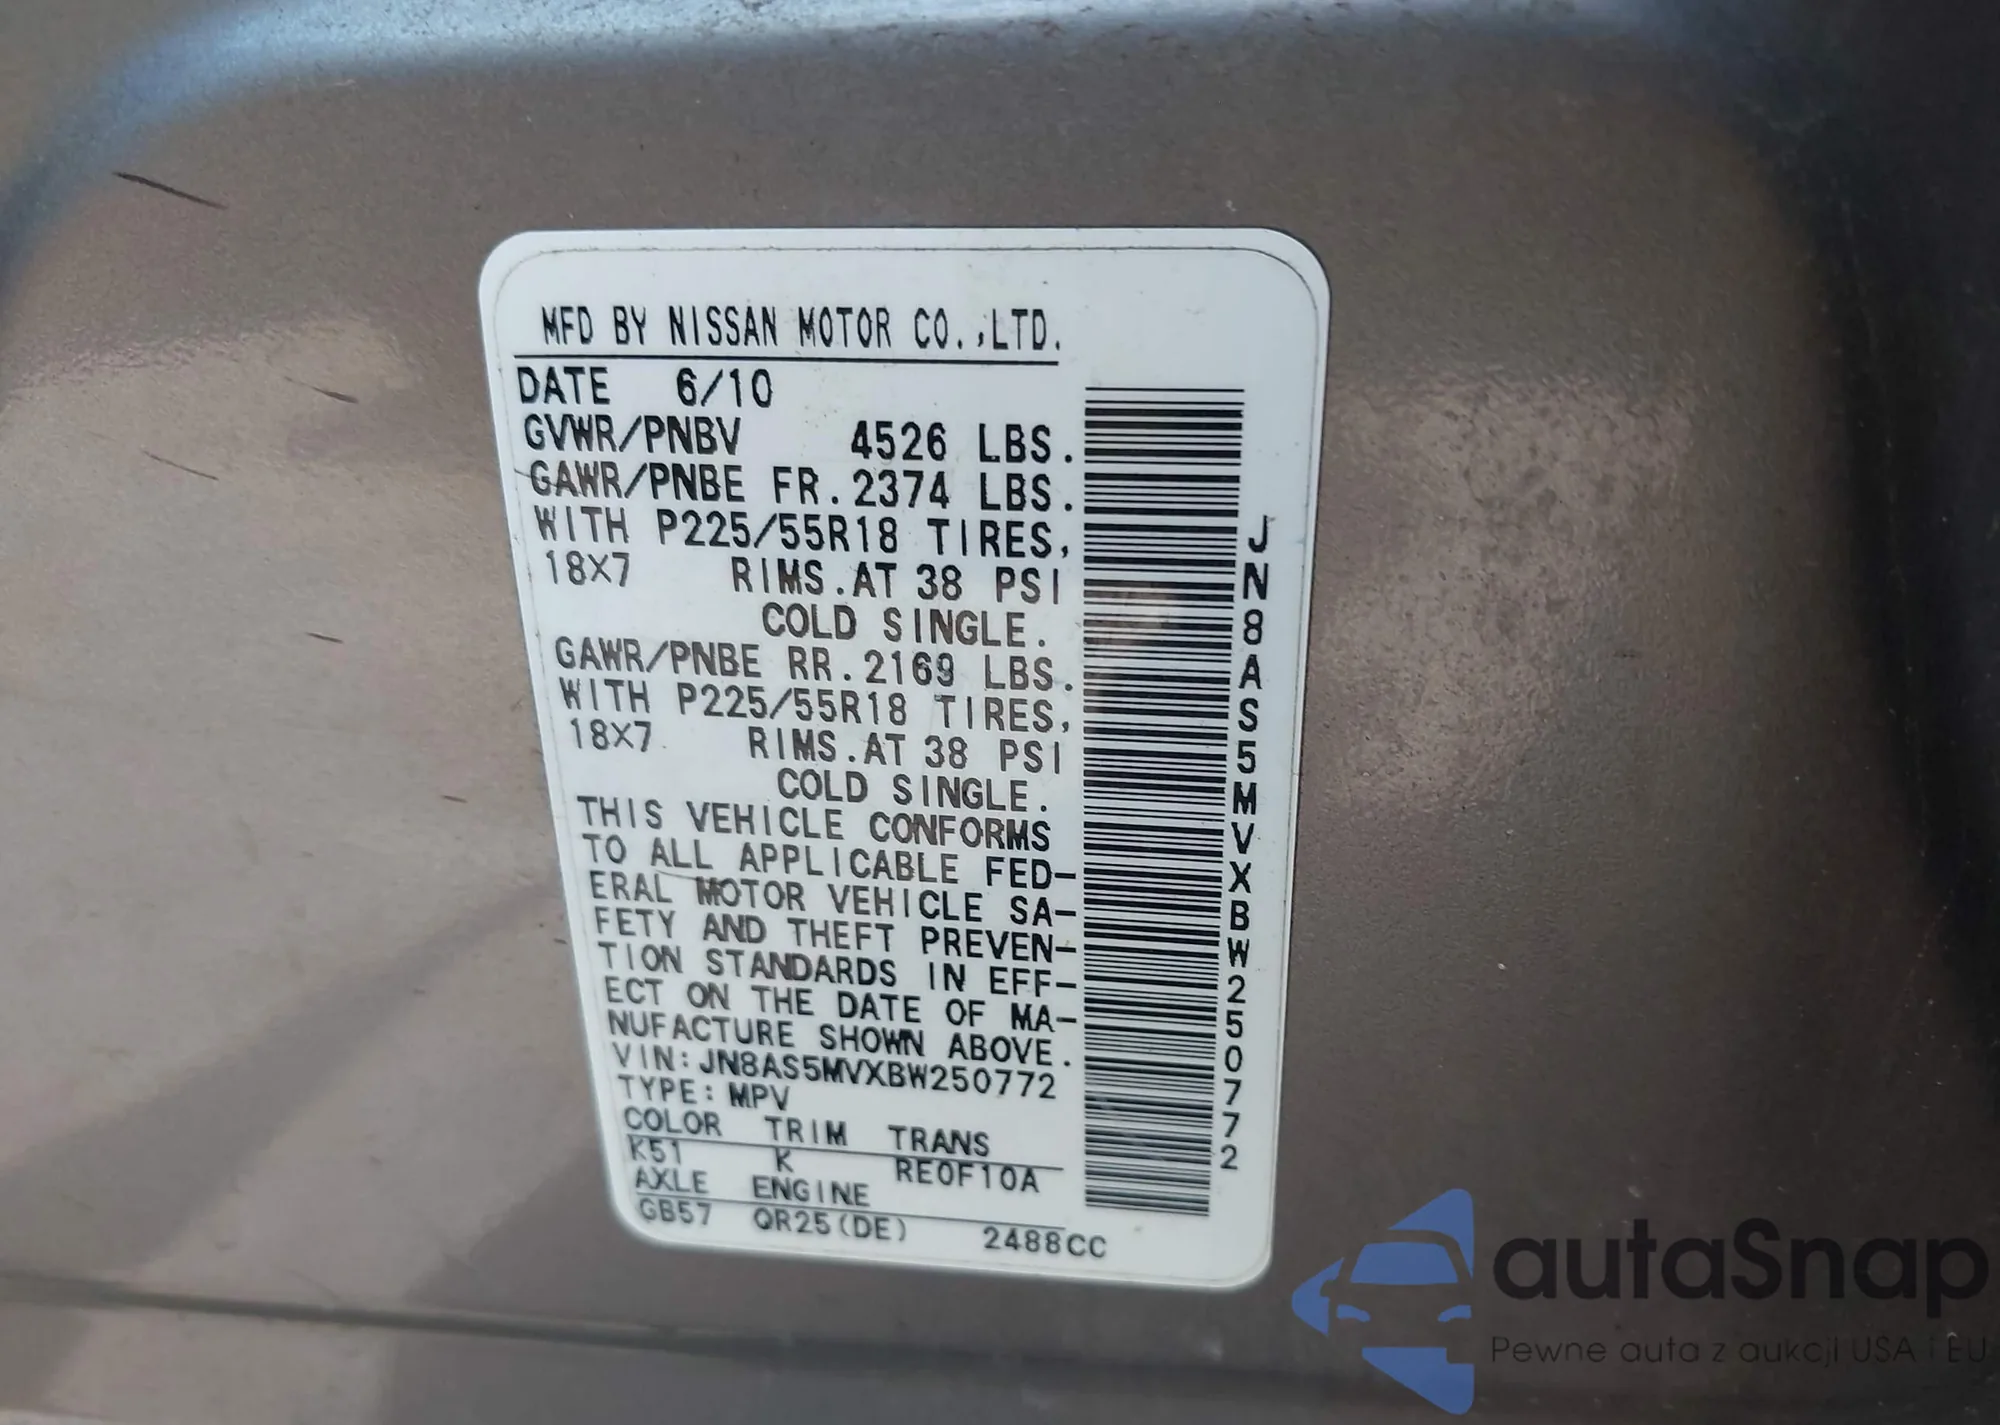 MFD BY NISSAN MOTOR CO.,LTD.
DATE 6/10
GVWR/PNBV 4526 LBS.
GAWR/PNBE FR.2374 LBS.
WITH P225/55R18 TIRES,
18X7 RIMS.AT 38 PSI
COLD SINGLE.
GAWR/PNBE RR.2169 LBS.
WITH P225/55R18 TIRES,
18X7 RIMS.AT 38 PSI
COLD SINGLE.
THIS VEHICLE CONFORMS
TO ALL APPLICABLE FED-
ERAL MOTOR VEHICLE SA-
FETY AND THEFT PREVEN-
TION STANDARDS IN EFF-
ECT ON THE DATE OF MA-
NUFACTURE SHOWN ABOVE.
VIN:JN8AS5MVXBW250772
TYPE:MPV
COLOR TRIM TRANS
K51 K RE0F10A
AXLE ENGINE
GB57 QR25(DE) 2488CC
JN8AS5MVXBW250772
autaSnap
Pewne auta z aukcji USA i EU